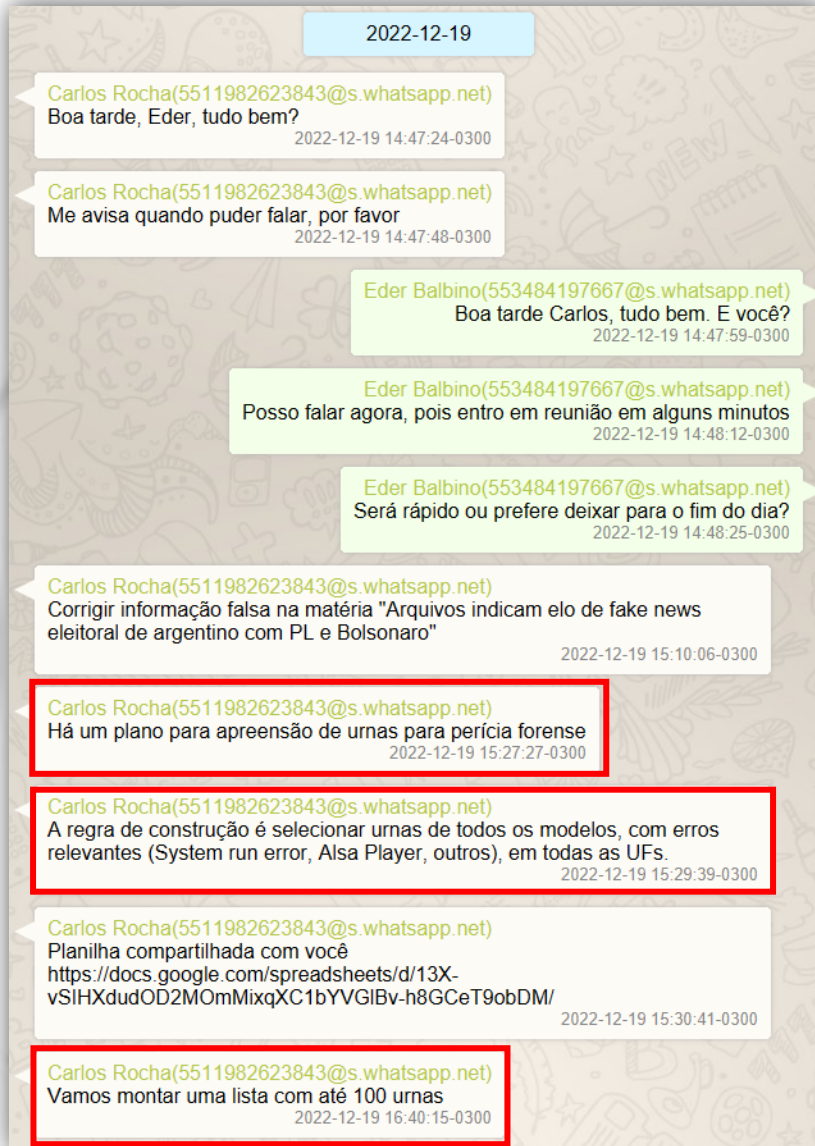 2022-12-19
Carlos Rocha(5511982623843@s.whatsapp.net)
Boa tarde, Eder, tudo bem?
2022-12-19 14:47:24-0300
Carlos Rocha(5511982623843@s.whatsapp.net)
Me avisa quando puder falar, por favor
2022-12-19 14:47:48-0300
Eder Balbino(553484197667@s.whatsapp.net)
Boa tarde Carlos, tudo bem. E você?
2022-12-19 14:47:59-0300
Eder Balbino(553484197667@s.whatsapp.net)
Posso falar agora, pois entro em reunião em alguns minutos
2022-12-19 14:48:12-0300
Eder Balbino(553484197667@s.whatsapp.net)
Será rápido ou prefere deixar para o fim do dia?
2022-12-19 14:48:25-0300
Carlos Rocha(5511982623843@s.whatsapp.net)
Corrigir informação falsa na matéria "Arquivos indicam elo de fake news
eleitoral de argentino com PL e Bolsonaro"
2022-12-19 15:10:06-0300
Carlos Rocha(5511982623843@s.whatsapp.net)
Há um plano para apreensão de urnas para perícia forense
2022-12-19 15:27:27-0300
Carlos Rocha(5511982623843@s.whatsapp.net)
A regra de construção é selecionar urnas de todos os modelos, com erros
relevantes (System run error, Alsa Player, outros), em todas as UFs.
2022-12-19 15:29:39-0300
Carlos Rocha(5511982623843@s.whatsapp.net)
Planilha compartilhada com você
https://docs.google.com/spreadsheets/d/13X-
vSIHXdudOD2MOmMixqXC1bYVGlBv-h8GCeT9obDM/
2022-12-19 15:30:41-0300
Carlos Rocha(5511982623843@s.whatsapp.net)
Vamos montar uma lista com até 100 urnas
2022-12-19 16:40:15-0300
NEW